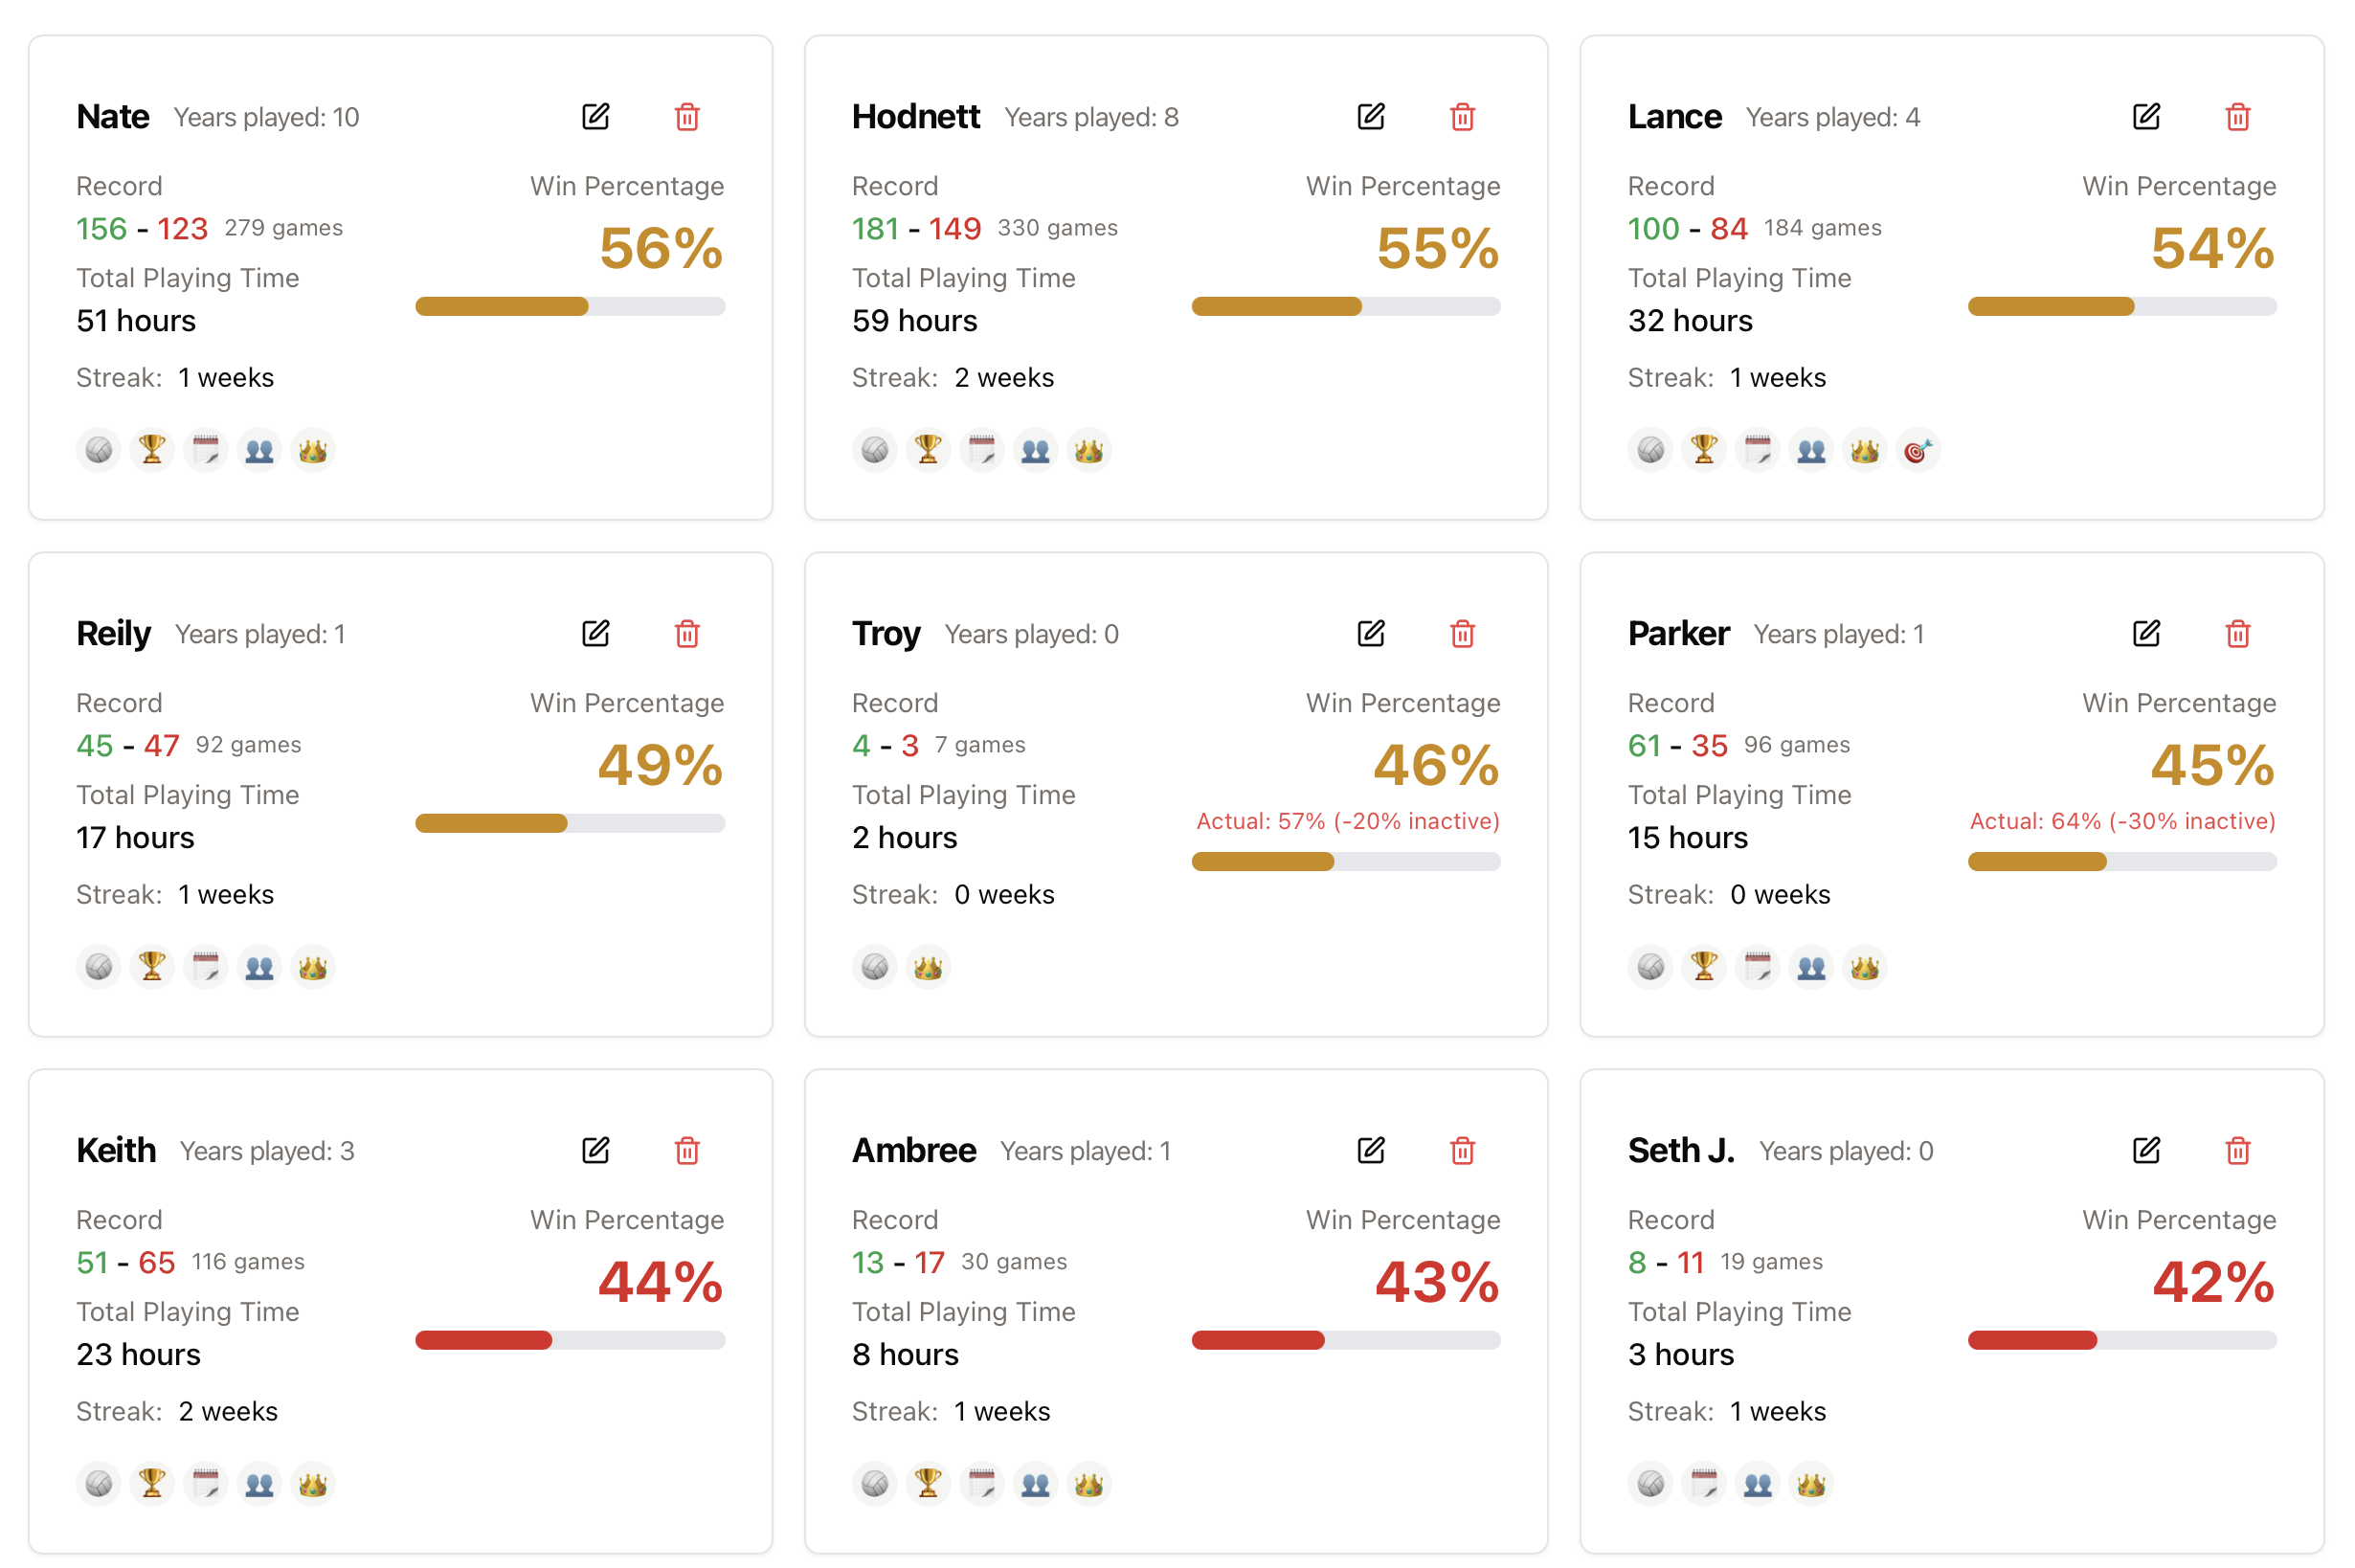 Nate Years played: 10
Record Win Percentage
156 - 123 279 games
56%
Total Playing Time
51 hours
Streak: 1 weeks
Hodnett Years played: 8
Record Win Percentage
181 - 149 330 games
55%
Total Playing Time
59 hours
Streak: 2 weeks
Lance Years played: 4
Record Win Percentage
100 - 84 184 games
54%
Total Playing Time
32 hours
Streak: 1 weeks
Reily Years played: 1
Record Win Percentage
45 - 47 92 games
49%
Total Playing Time
17 hours
Streak: 1 weeks
Troy Years played: 0
Record Win Percentage
4 - 3 7 games
46%
Total Playing Time
Actual: 57% (-20% inactive)
2 hours
Streak: 0 weeks
Parker Years played: 1
Record Win Percentage
61 - 35 96 games
45%
Total Playing Time
Actual: 64% (-30% inactive)
15 hours
Streak: 0 weeks
Keith Years played: 3
Record Win Percentage
51 - 65 116 games
44%
Total Playing Time
23 hours
Streak: 2 weeks
Ambree Years played: 1
Record Win Percentage
13 - 17 30 games
43%
Total Playing Time
8 hours
Streak: 1 weeks
Seth J. Years played: 0
Record Win Percentage
8 - 11 19 games
42%
Total Playing Time
3 hours
Streak: 1 weeks